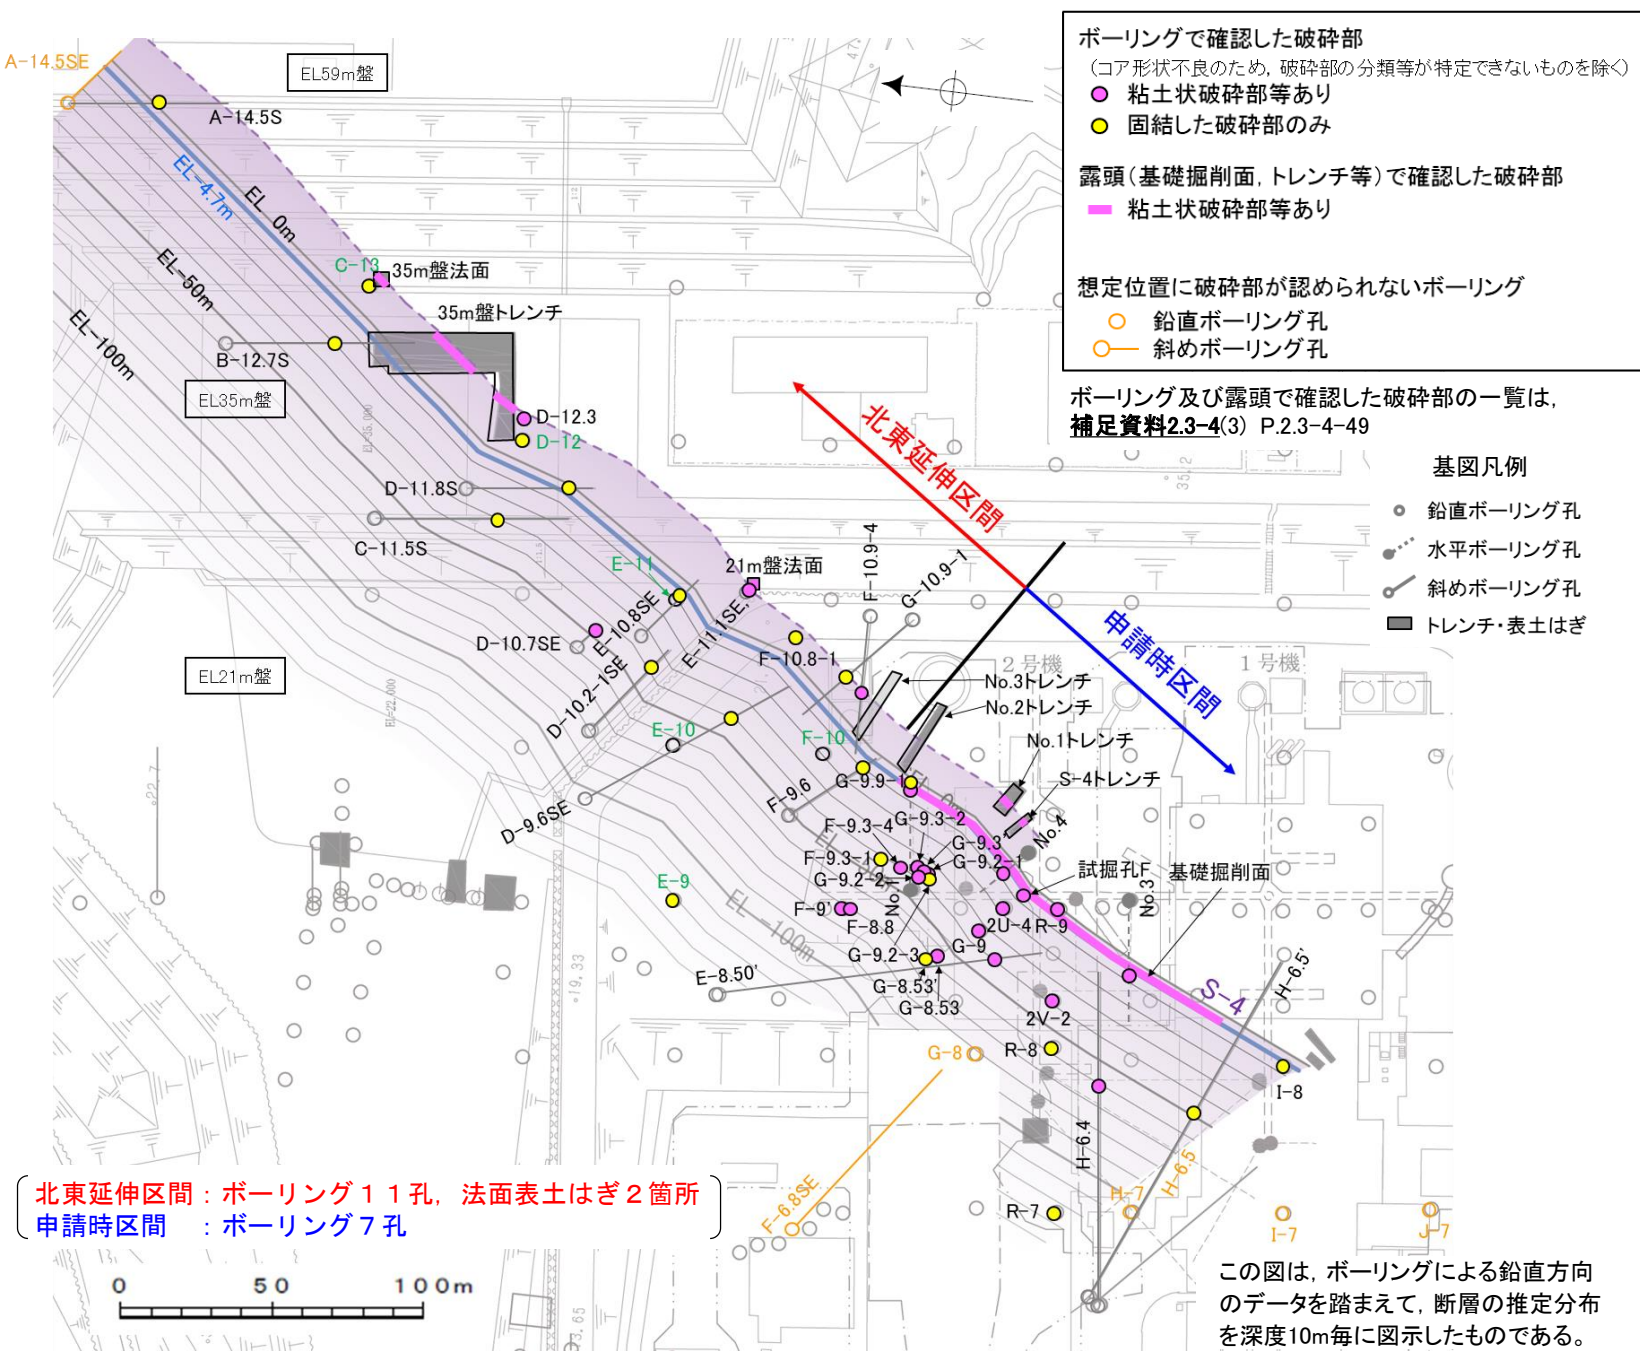 ボーリングで確認した破砕部
（コア形状不良のため，破砕部の分類等が特定できないものを除く）
粘土状破砕部等あり
固結した破砕部のみ
露頭（基礎掘削面，トレンチ等）で確認した破砕部
粘土状破砕部等あり
想定位置に破砕部が認められないボーリング
鉛直ボーリング孔
斜めボーリング孔
ボーリング及び露頭で確認した破砕部の一覧は，
補足資料2.3-4(3) P.2.3-4-49
基図凡例
鉛直ボーリング孔
水平ボーリング孔
斜めボーリング孔
トレンチ・表土はぎ
A-14.5SE
EL59m盤
A-14.5S
EL-4.7m
EL 0m
EL-50m
EL-100m
C-13
35m盤法面
35m盤トレンチ
B-12.7S
EL35m盤
EL=35.000
D-12.3
D-12
D-11.8S
C-11.5S
北東延伸区間
申請時区間
E-11
21m盤法面
F-10.9-4
G-10.9-1
D-10.7SE
E-10.8SE
E-11.1SE
F-10.8-1
EL21m盤
EL=22.000
D-10.2-1SE
E-10
F-10
2号機
1号機
No.3トレンチ
No.2トレンチ
No.1トレンチ
S-4トレンチ
G-9.9-1
F-9.6
D-9.6SE
F-9.3-4
G-9.3-2
G-9.3
No.4
F-9.3-1
G-9.2-1
G-9.2-2
試掘孔F
基礎掘削面
E-9
No.1
No.3
F-9'
F-8.8
2U-4
R-9
EL-100m
G-9
G-9.2-3
E-8.50'
G-8.53'
G-8.53
S-4
H-6.5'
2V-2
G-8
R-8
I-8
H-6.4
H-6.5
F-6.8SE
R-7
H-7
I-7
J-7
22.7
19.33
3.65
35.2
北東延伸区間：ボーリング１１孔，法面表土はぎ２箇所
申請時区間　：ボーリング７孔
0 50 100m
この図は，ボーリングによる鉛直方向
のデータを踏まえて，断層の推定分布
を深度10m毎に図示したものである。